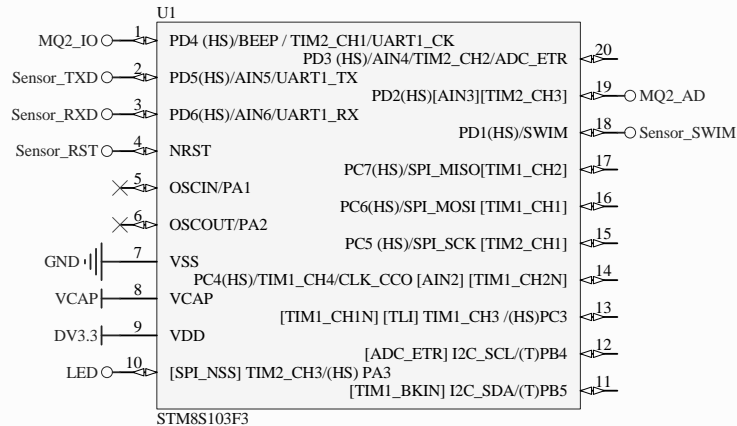 U1
MQ2_IO 1 PD4 (HS)/BEEP / TIM2_CH1/UART1_CK
PD3 (HS)/AIN4/TIM2_CH2/ADC_ETR 20
Sensor_TXD 2 PD5(HS)/AIN5/UART1_TX
PD2(HS)[AIN3][TIM2_CH3] 19 MQ2_AD
Sensor_RXD 3 PD6(HS)/AIN6/UART1_RX
PD1(HS)/SWIM 18 Sensor_SWIM
Sensor_RST 4 NRST
PC7(HS)/SPI_MISO[TIM1_CH2] 17
5 OSCIN/PA1
PC6(HS)/SPI_MOSI [TIM1_CH1] 16
6 OSCOUT/PA2
PC5 (HS)/SPI_SCK [TIM2_CH1] 15
GND 7 VSS
PC4(HS)/TIM1_CH4/CLK_CCO [AIN2] [TIM1_CH2N] 14
VCAP 8 VCAP
[TIM1_CH1N] [TLI] TIM1_CH3 /(HS)PC3 13
DV3.3 9 VDD
[ADC_ETR] I2C_SCL/(T)PB4 12
LED 10 [SPI_NSS] TIM2_CH3/(HS) PA3
[TIM1_BKIN] I2C_SDA/(T)PB5 11
STM8S103F3